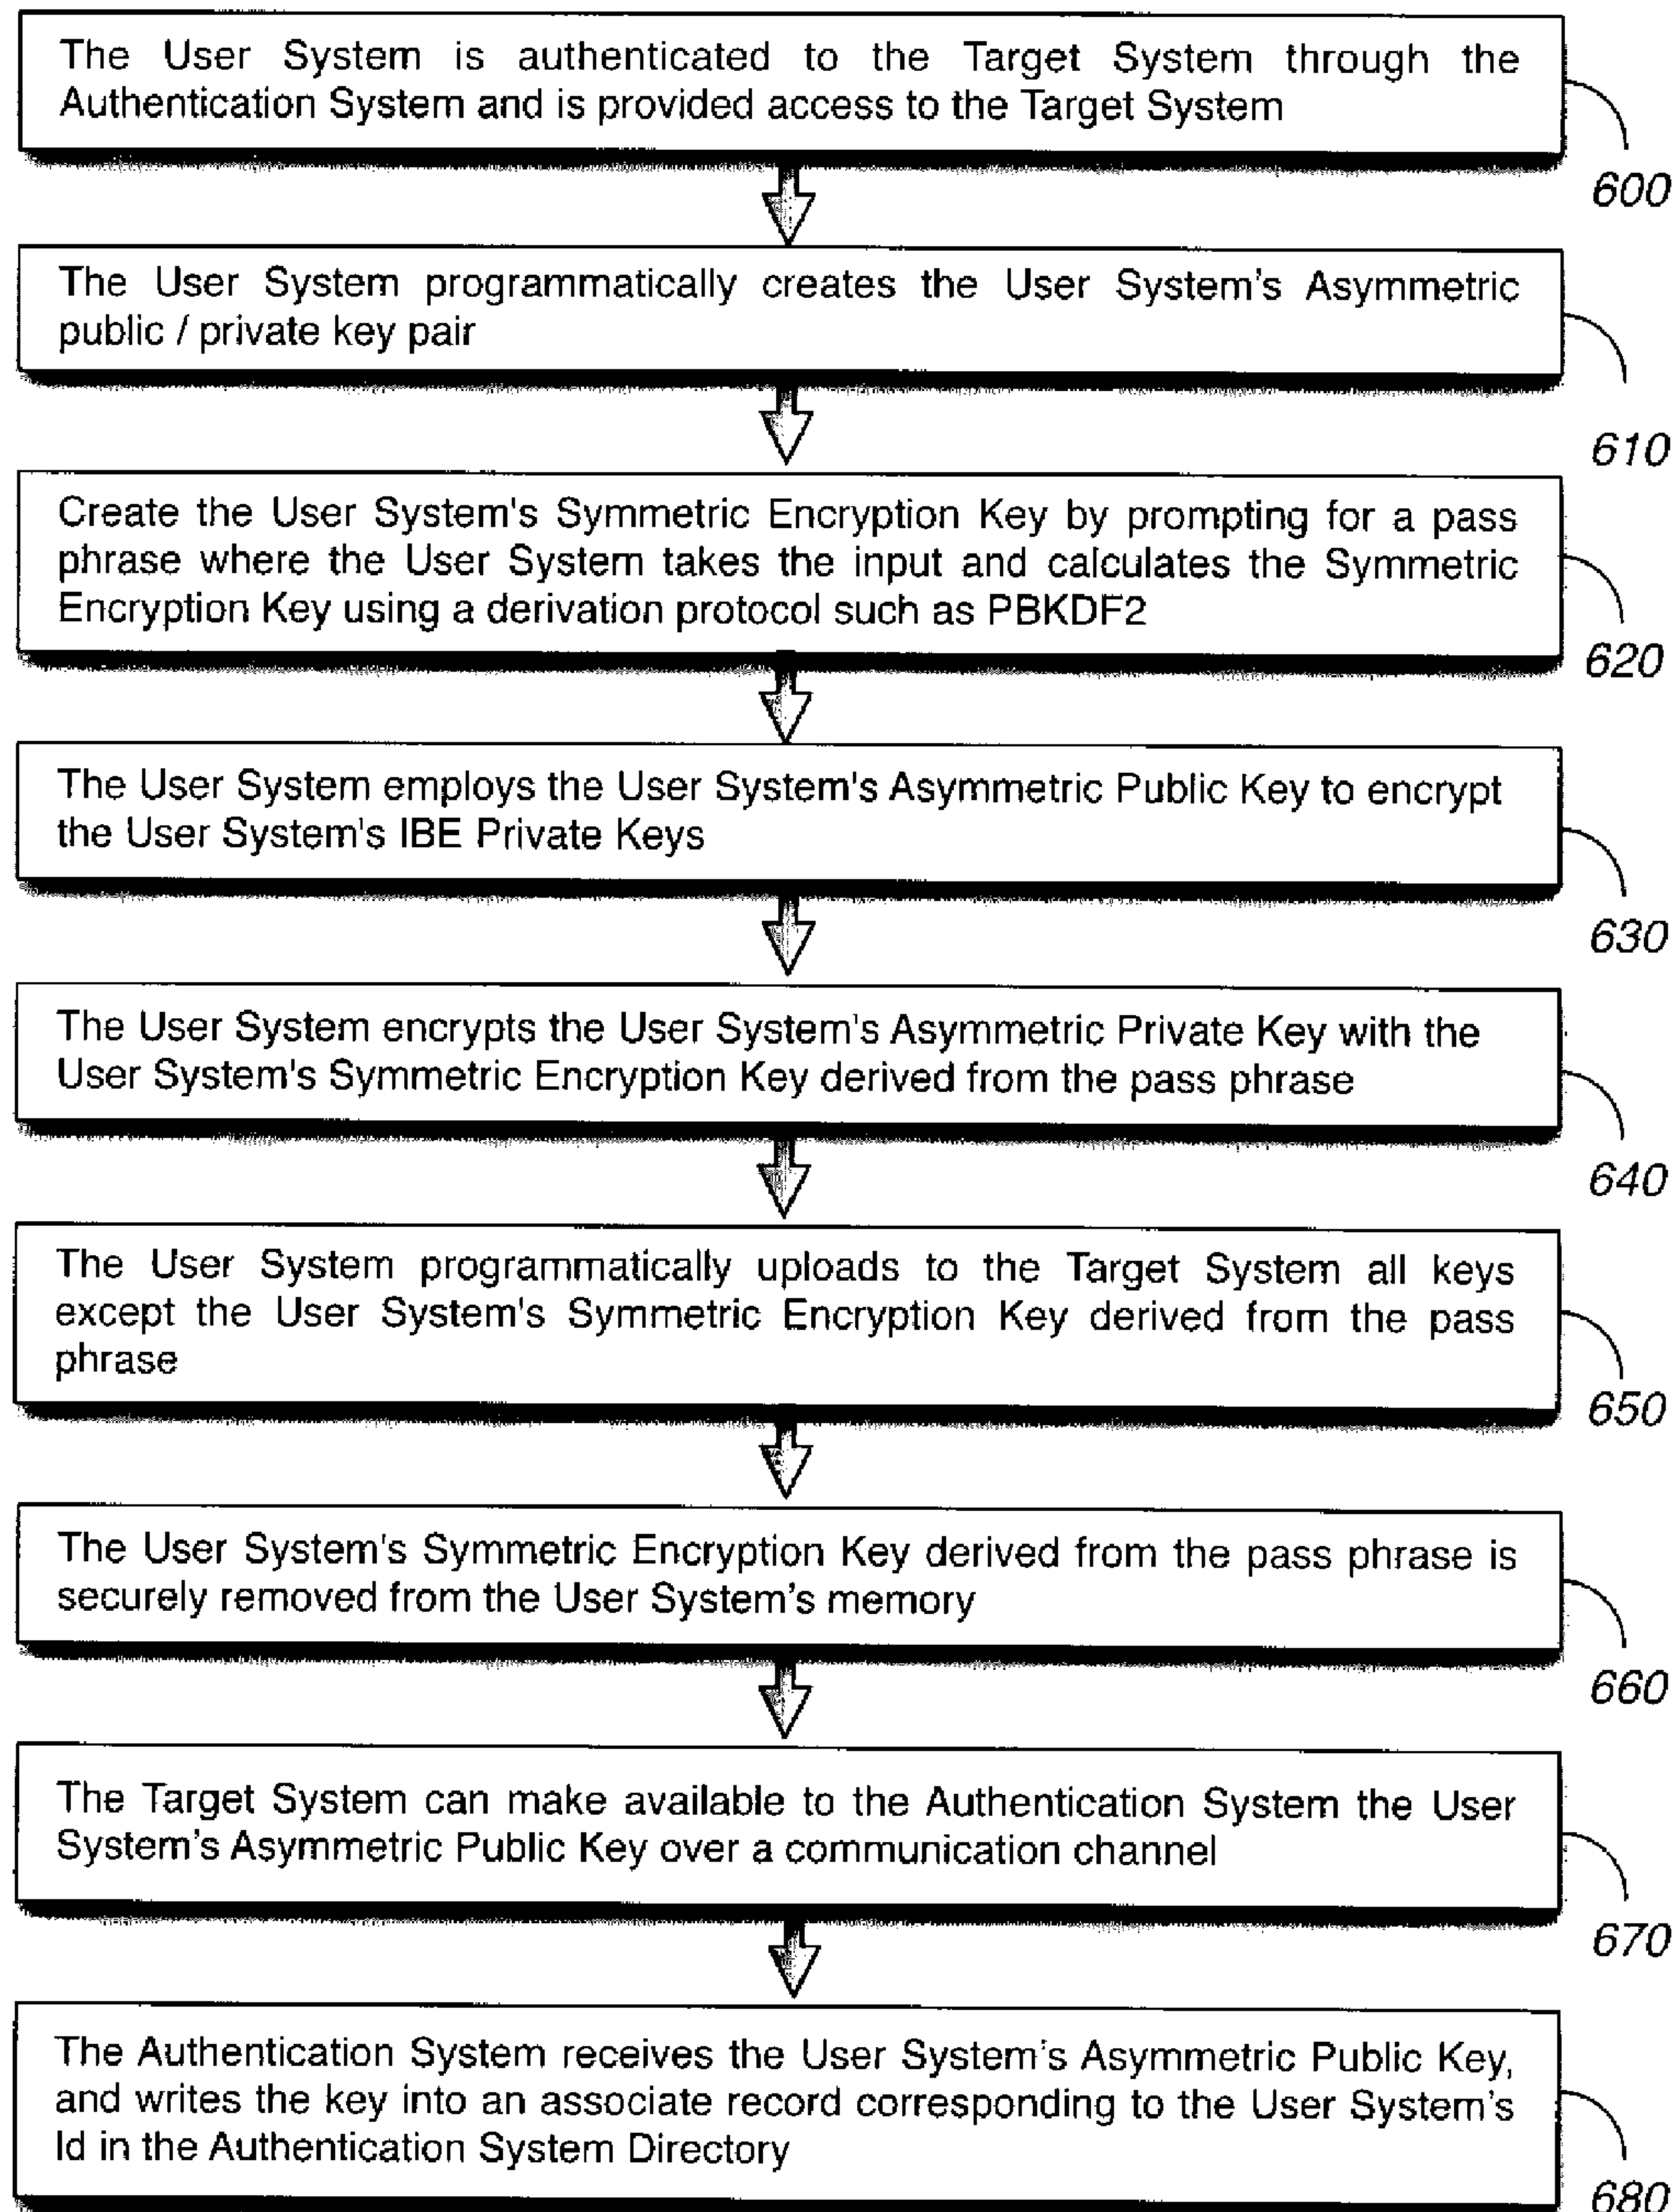 The User System is authenticated to the Target System through the
Authentication System and is provided access to the Target System
600
The User System programmatically creates the User System's Asymmetric
public / private key pair
610
Create the User System's Symmetric Encryption Key by prompting for a pass
phrase where the User System takes the input and calculates the Symmetric
Encryption Key using a derivation protocol such as PBKDF2
620
The User System employs the User System's Asymmetric Public Key to encrypt
the User System's IBE Private Keys
630
The User System encrypts the User System's Asymmetric Private Key with the
User System's Symmetric Encryption Key derived from the pass phrase
640
The User System programmatically uploads to the Target System all keys
except the User System's Symmetric Encryption Key derived from the pass
phrase
650
The User System's Symmetric Encryption Key derived from the pass phrase is
securely removed from the User System's memory
660
The Target System can make available to the Authentication System the User
System's Asymmetric Public Key over a communication channel
670
The Authentication System receives the User System's Asymmetric Public Key,
and writes the key into an associate record corresponding to the User System's
Id in the Authentication System Directory
680